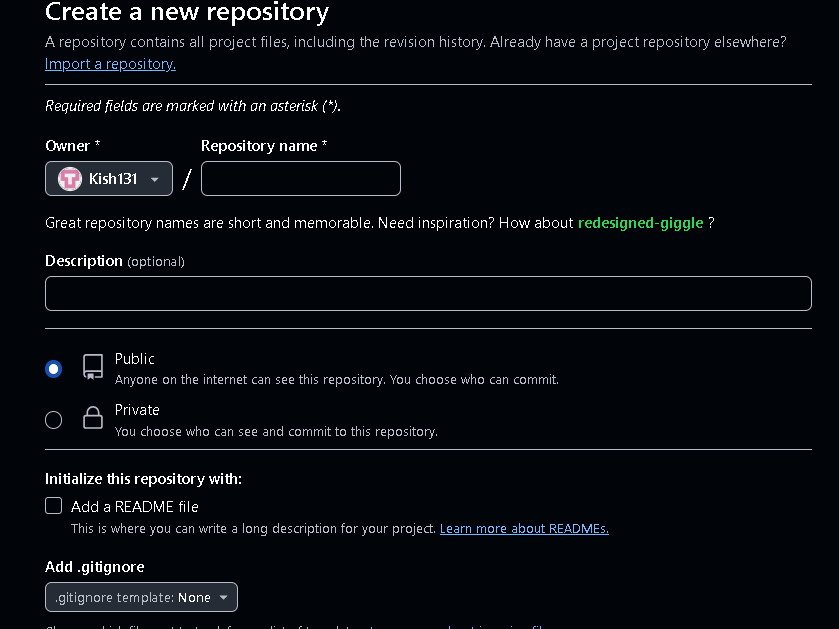 Create a new repository
A repository contains all project files, including the revision history. Already have a project repository elsewhere?
Import a repository.
Required fields are marked with an asterisk (*).
Owner *
Repository name *
Kish131
/
Great repository names are short and memorable. Need inspiration? How about redesigned-giggle ?
Description (optional)
Public
Anyone on the internet can see this repository. You choose who can commit.
Private
You choose who can see and commit to this repository.
Initialize this repository with:
Add a README file
This is where you can write a long description for your project. Learn more about READMEs.
Add .gitignore
.gitignore template: None